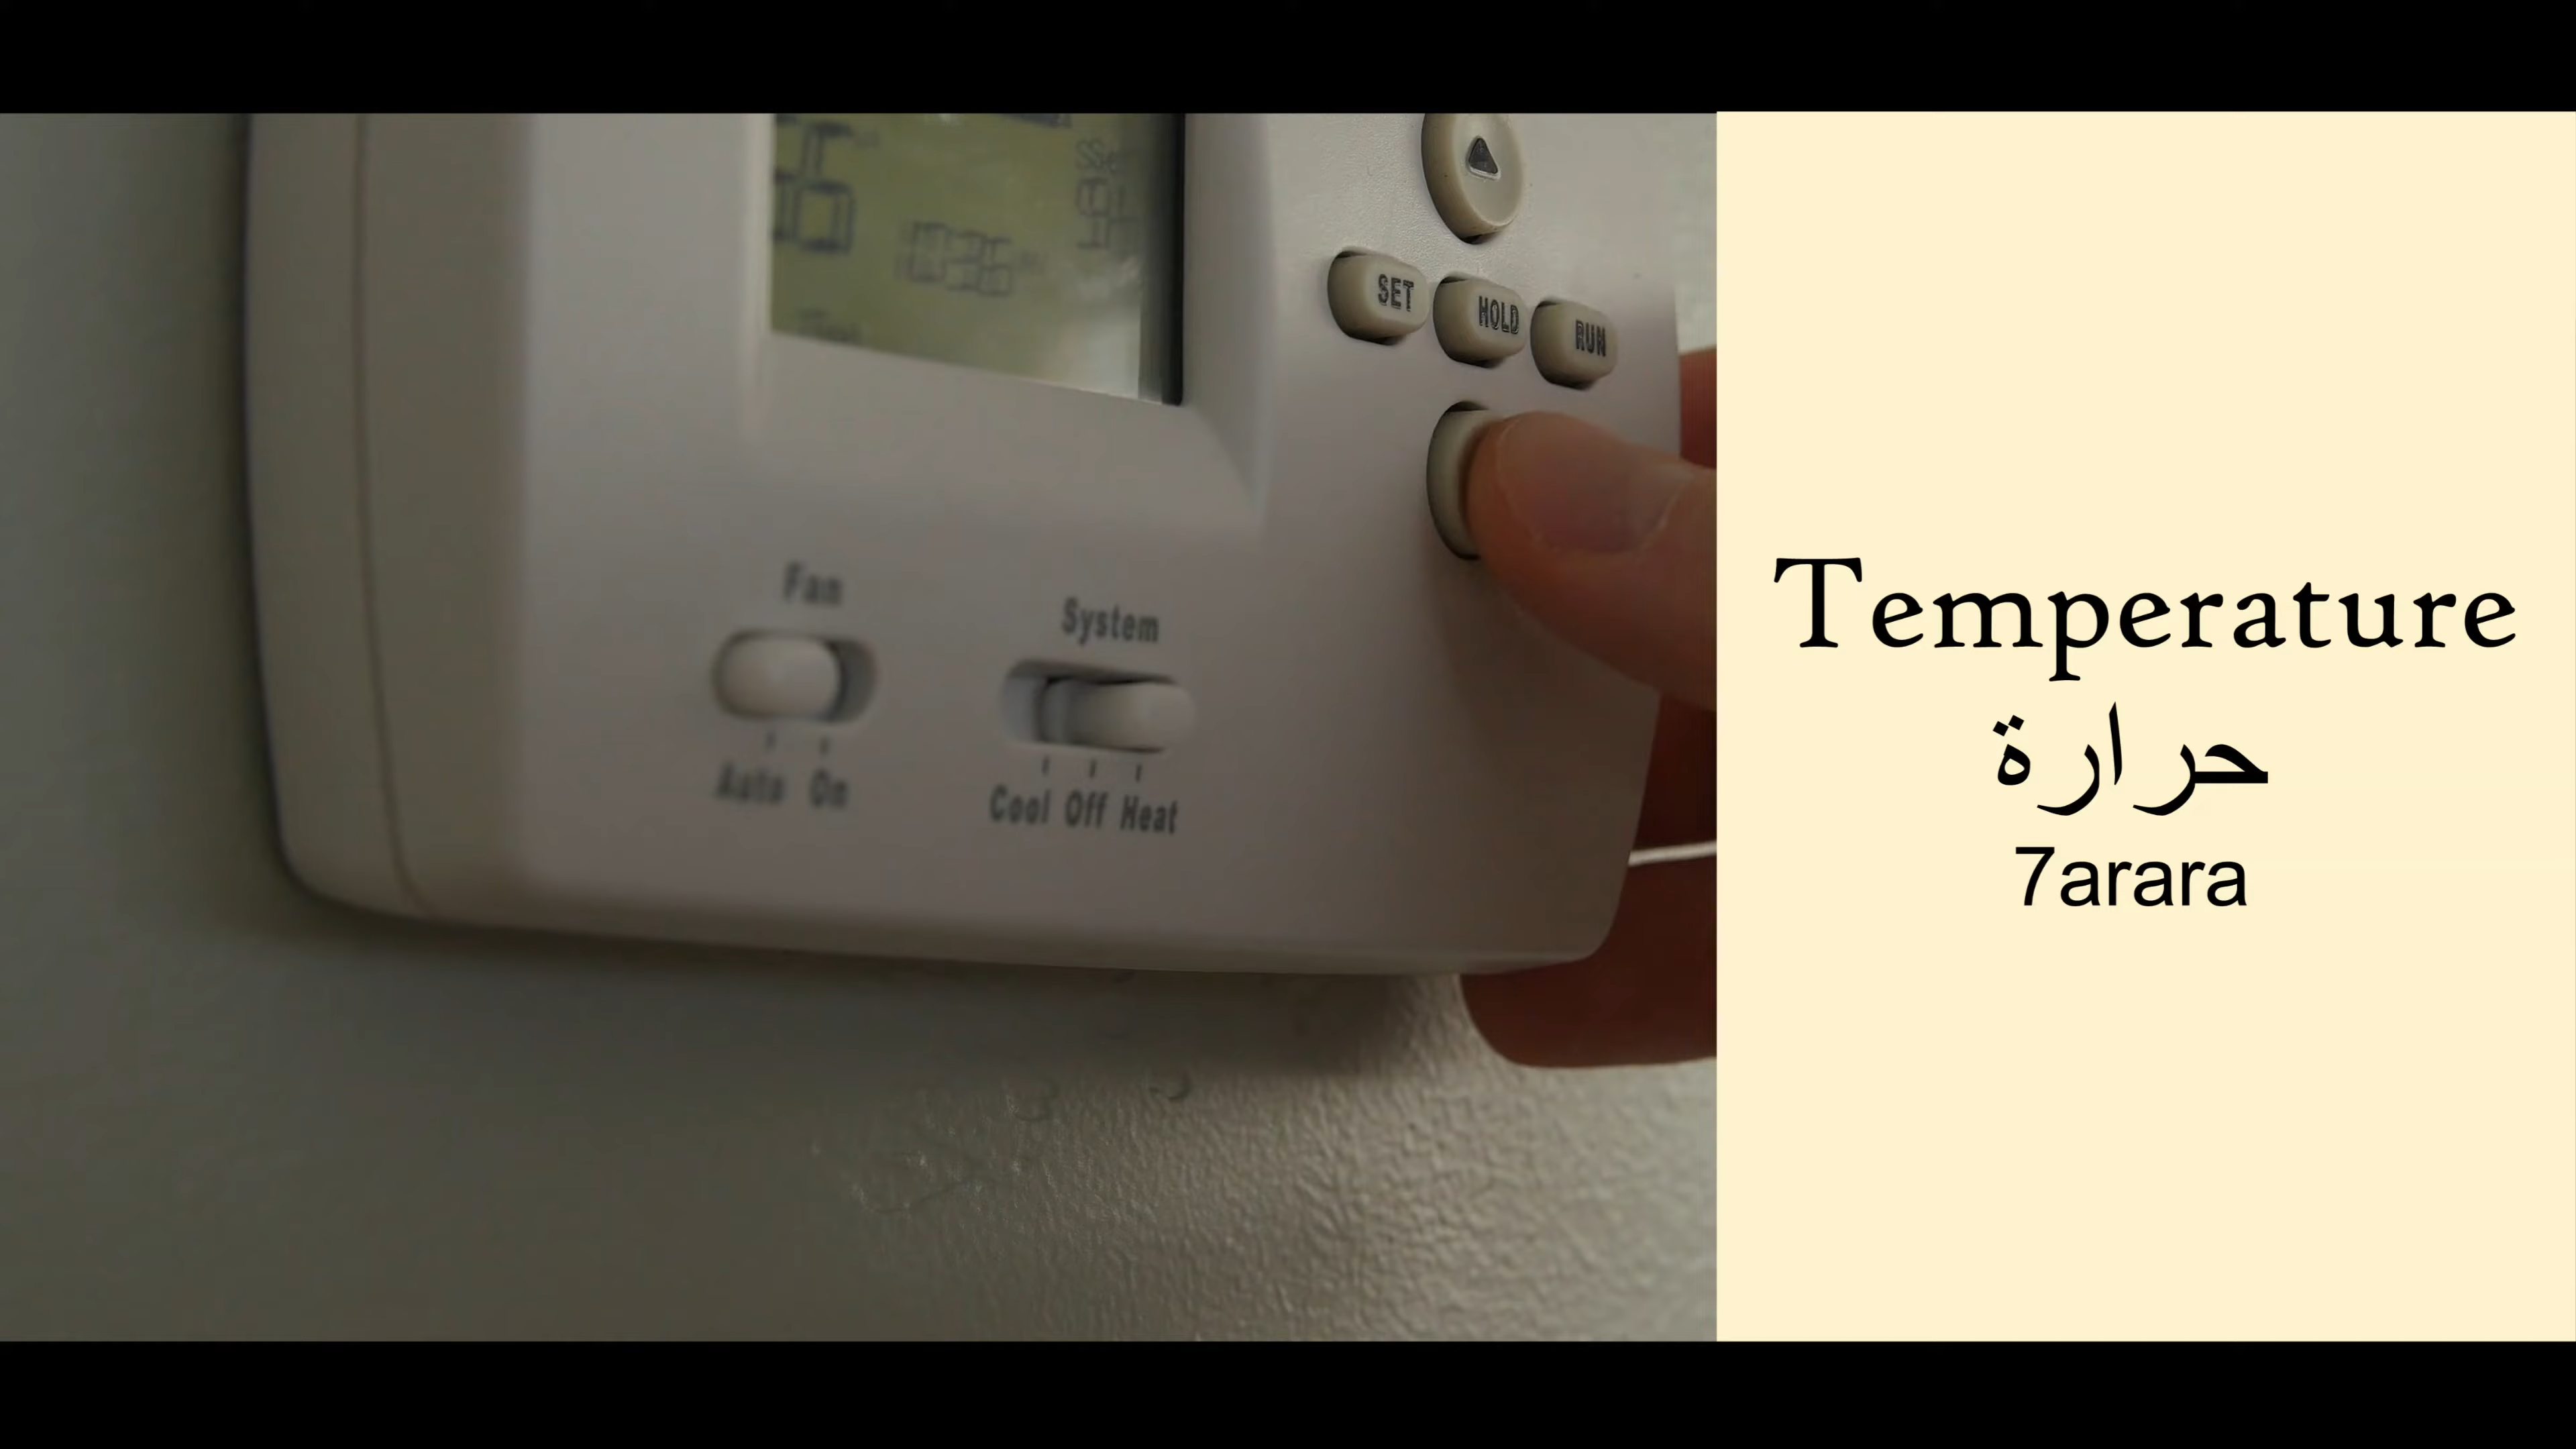 SET HOLD RUN
Fan
System
Auto On
Cool Off Heat
Temperature
حرارة
7arara